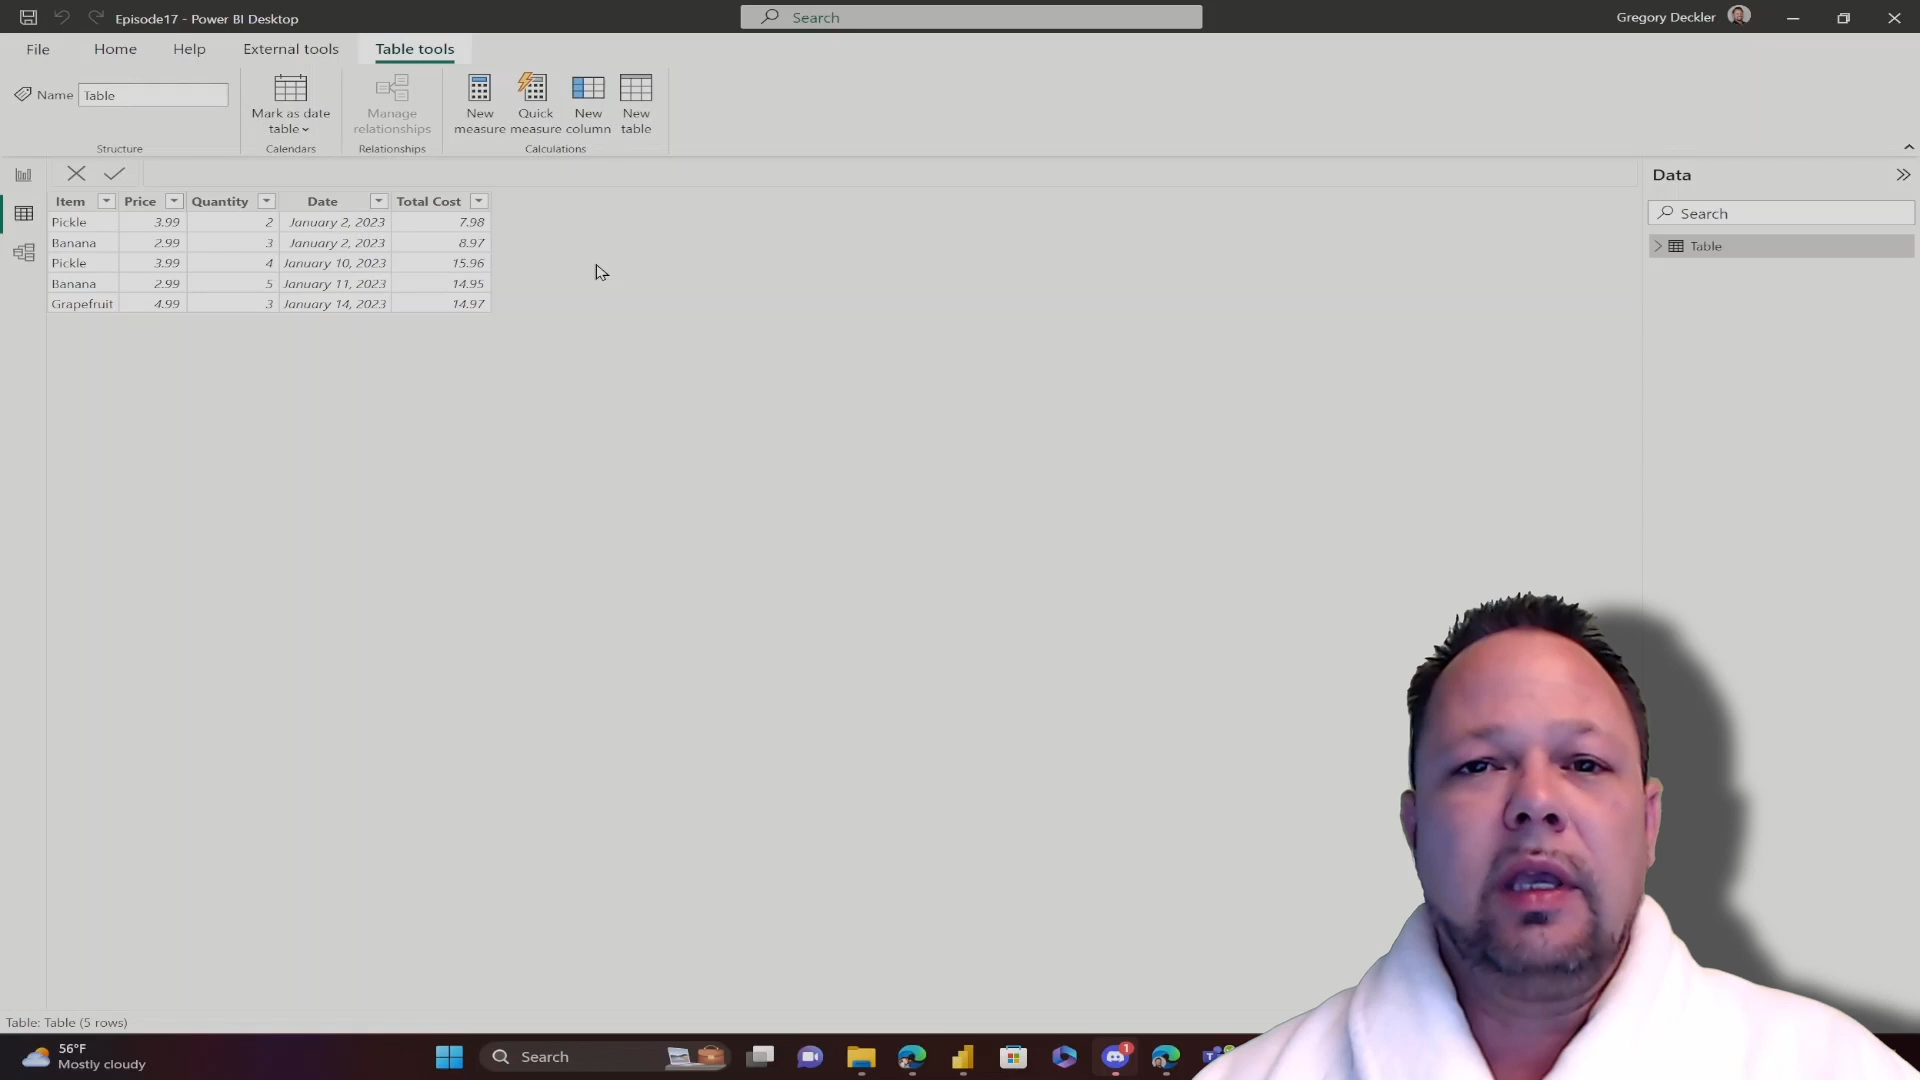 Episode17 - Power BI Desktop
Search
Gregory Deckler
File Home Help External tools Table tools
Name Table
Mark as date table
Manage relationships
New measure
Quick measure
New column
New table
Structure Calendars Relationships Calculations
Data
Search
Table
Item Price Quantity Date Total Cost
Pickle 3.99 2 January 2, 2023 7.98
Banana 2.99 3 January 2, 2023 8.97
Pickle 3.99 4 January 10, 2023 15.96
Banana 2.99 5 January 11, 2023 14.95
Grapefruit 4.99 3 January 14, 2023 14.97
Table: Table (5 rows)
56°F
Mostly cloudy
Search
1